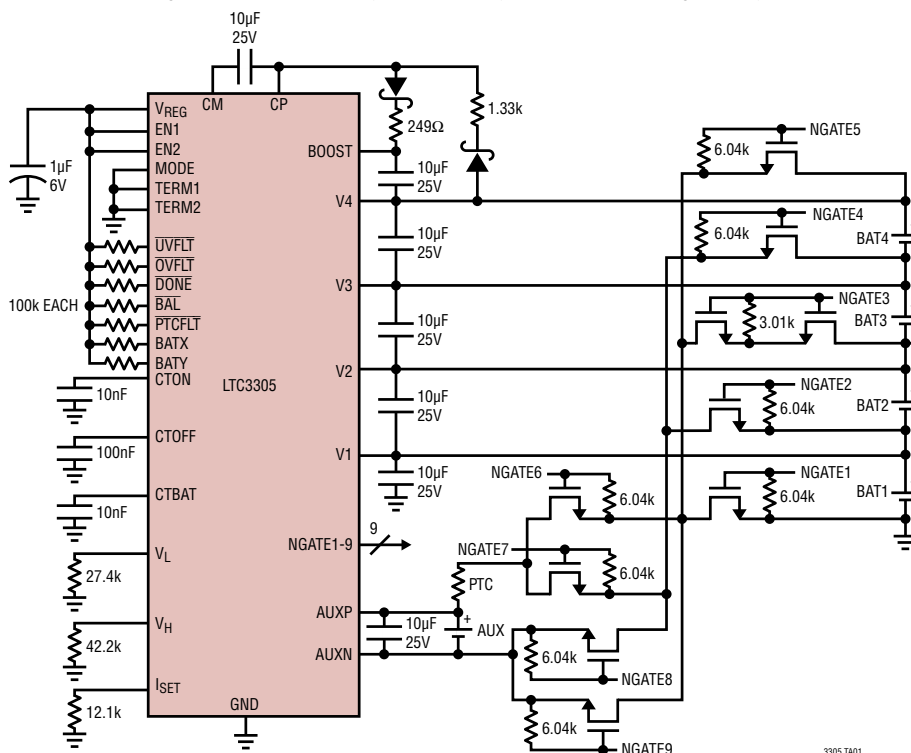 10µF
25V
CM
CP
1.33k
249Ω
BOOST
VREG
EN1
EN2
MODE
TERM1
TERM2
1µF
6V
UVFLT
OVFLT
DONE
BAL
PTCFLT
BATX
BATY
100k EACH
CTON
10nF
LTC3305
CTOFF
100nF
CTBAT
10nF
VL
27.4k
VH
42.2k
ISET
12.1k
GND
10µF
25V
V4
10µF
25V
V3
10µF
25V
V2
10µF
25V
V1
10µF
25V
NGATE1-9
9
AUXP
AUXN
10µF
25V
PTC
+
AUX
NGATE5
6.04k
NGATE4
6.04k
BAT4
NGATE3
3.01k
BAT3
NGATE2
6.04k
BAT2
NGATE6
6.04k
NGATE1
6.04k
BAT1
NGATE7
6.04k
6.04k
NGATE8
6.04k
NGATE9
3305 TA01